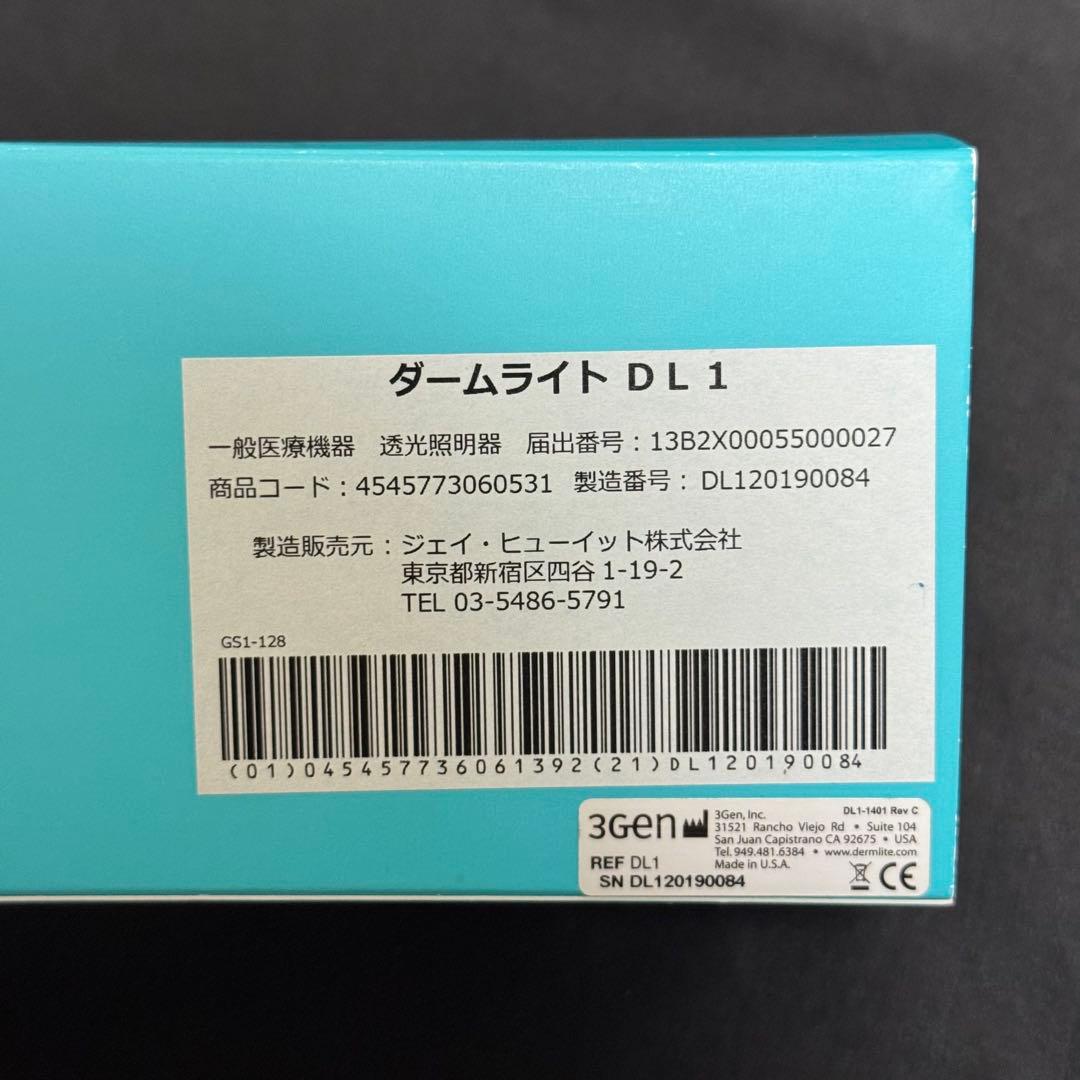 ダームライト DL1
一般医療機器　透光照明器　届出番号：13B2X00055000027
商品コード：4545773060531　製造番号： DL120190084
製造販売元：ジェイ・ヒューイット株式会社
東京都新宿区四谷 1-19-2
TEL 03-5486-5791
GS1-128
(01)045457736061392(21)DL120190084
DL1-1401 Rev C
3Gen
3Gen, Inc.
31521 Rancho Viejo Rd • Suite 104
San Juan Capistrano CA 92675 • USA
Tel. 949.481.6384 • www.dermlite.com
Made in U.S.A.
REF DL1
SN DL120190084
CE